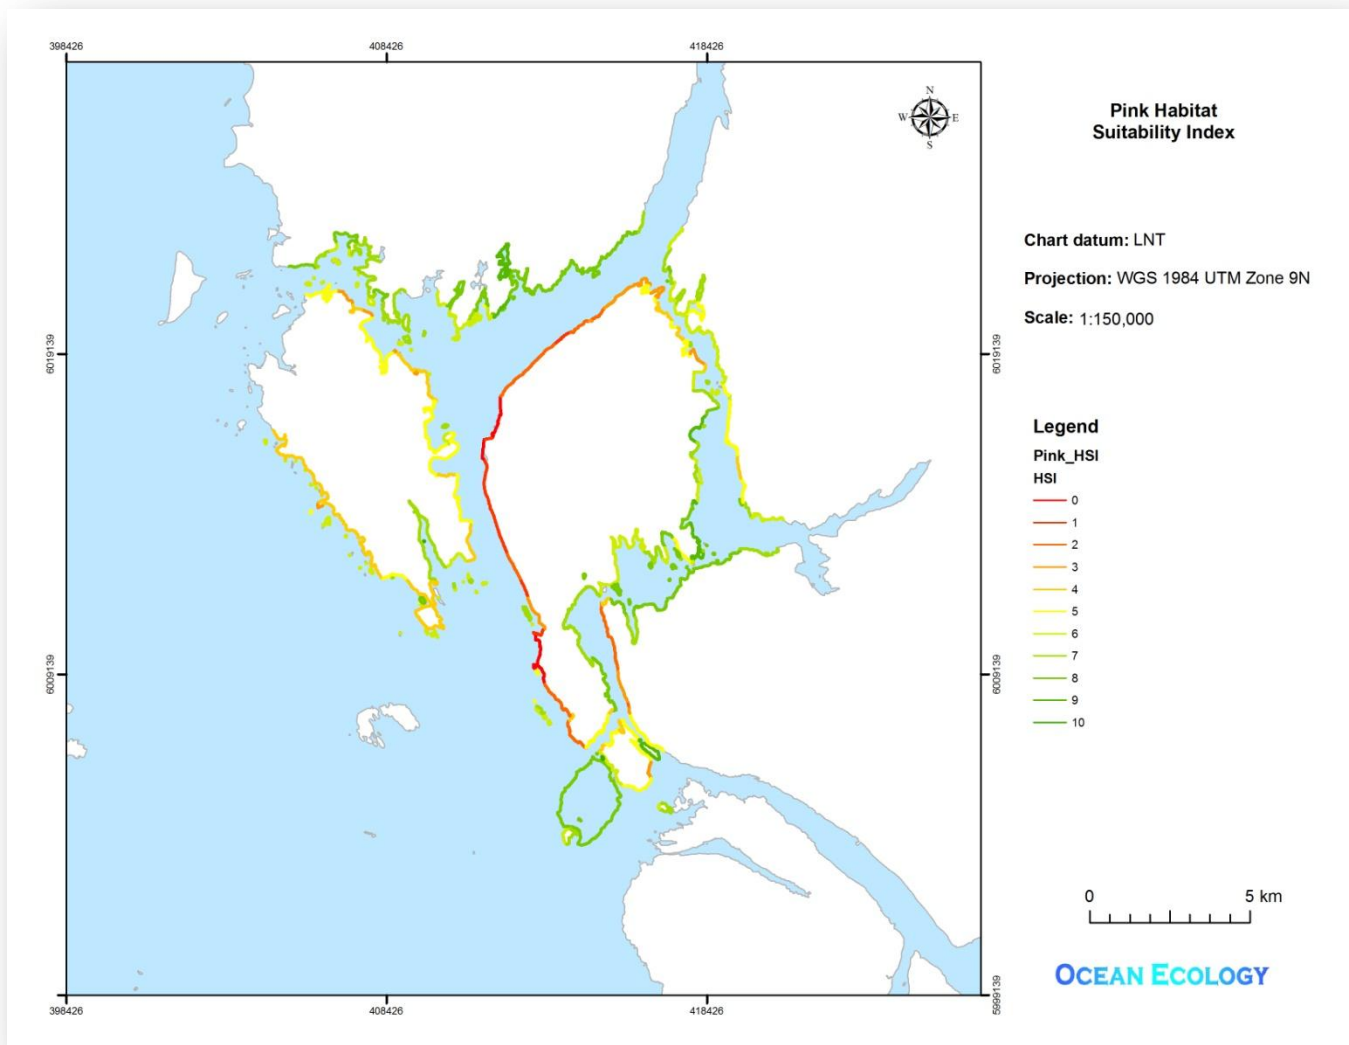 398426
408426
418426
N
W
E
S
Pink Habitat
Suitability Index
Chart datum: LNT
Projection: WGS 1984 UTM Zone 9N
Scale: 1:150,000
6019139
6019139
Legend
Pink_HSI
HSI
0
1
2
3
4
5
6
7
8
9
10
6009139
6009139
0 5 km
OCEAN ECOLOGY
5999139
398426
408426
418426